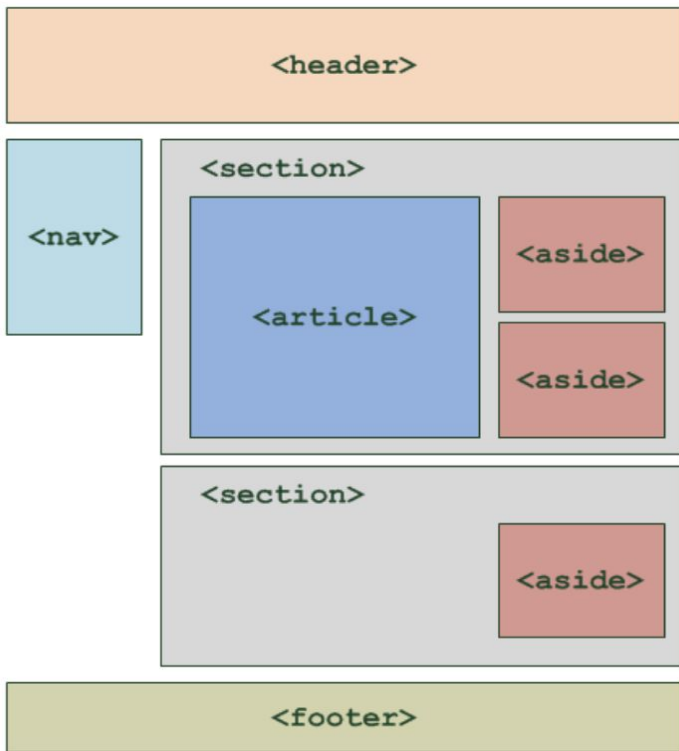 <header>
<nav>
<section>
<article>
<aside>
<aside>
<section>
<aside>
<footer>